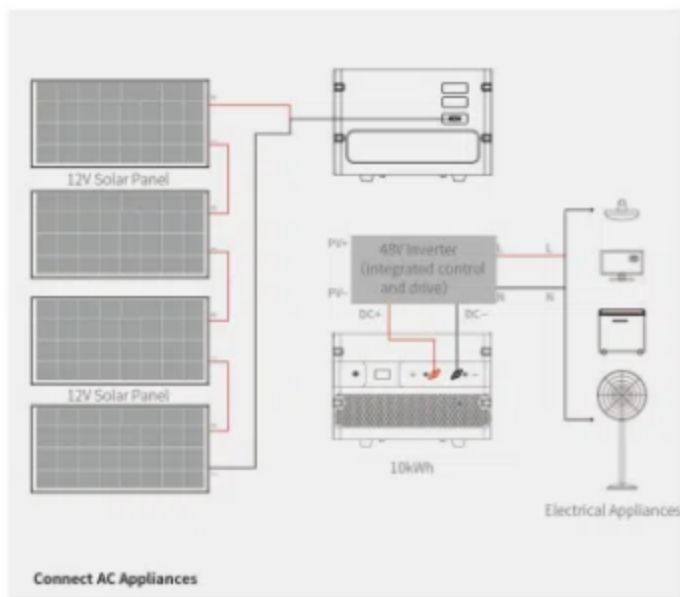 12V Solar Panel
12V Solar Panel
PV+
48V Inverter
(integrated control
and drive)
PV-
L
L
N
N
DC+
DC-
+
-
10kWh
Electrical Appliances
Connect AC Appliances